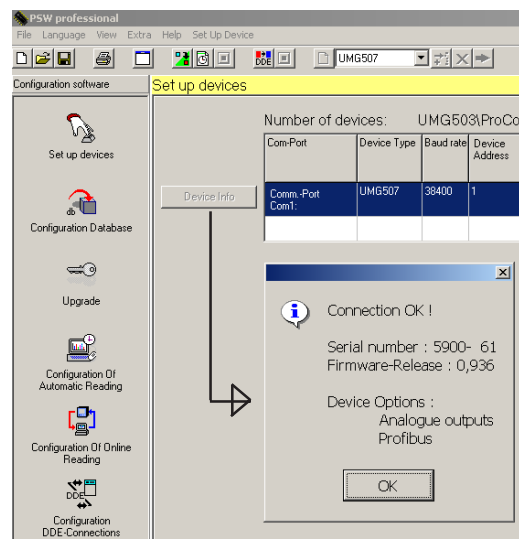 PSW professional
File Language View Extra Help Set Up Device
DDE UMG507
Configuration software
Set up devices
Set up devices
Configuration Database
Upgrade
Configuration Of
Automatic Reading
Configuration Of Online
Reading
DDE
Configuration
DDE-Connections
Number of devices: UMG503\ProCo
Com-Port Device Type Baud rate Device
Address
Comm.-Port UMG507 38400 1
Com1:
Device Info
Connection OK !
Serial number : 5900- 61
Firmware-Release : 0,936
Device Options :
Analogue outputs
Profibus
OK